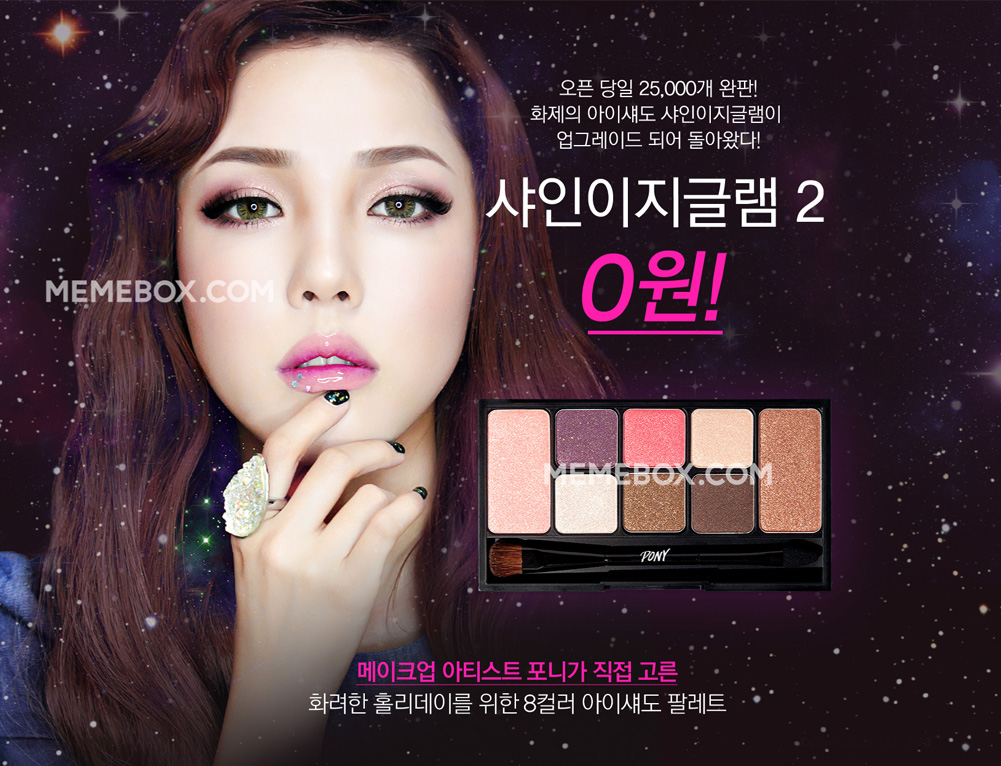 오픈 당일 25,000개 완판!
화제의 아이섀도 샤인이지글램이
업그레이드 되어 돌아왔다!
샤인이지글램 2
0원!
MEMEBOX.COM
MEMEBOX.COM
PONY
메이크업 아티스트 포니가 직접 고른
화려한 홀리데이를 위한 8컬러 아이섀도 팔레트